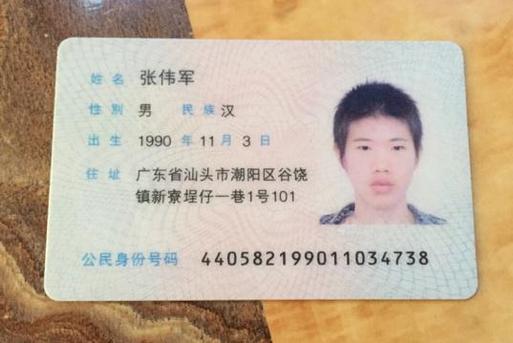 姓名 张伟军
性别 男 民族 汉
出生 1990 年 11 月 3 日
住址 广东省汕头市潮阳区谷饶
镇新寮埕仔一巷1号101
公民身份号码 440582199011034738